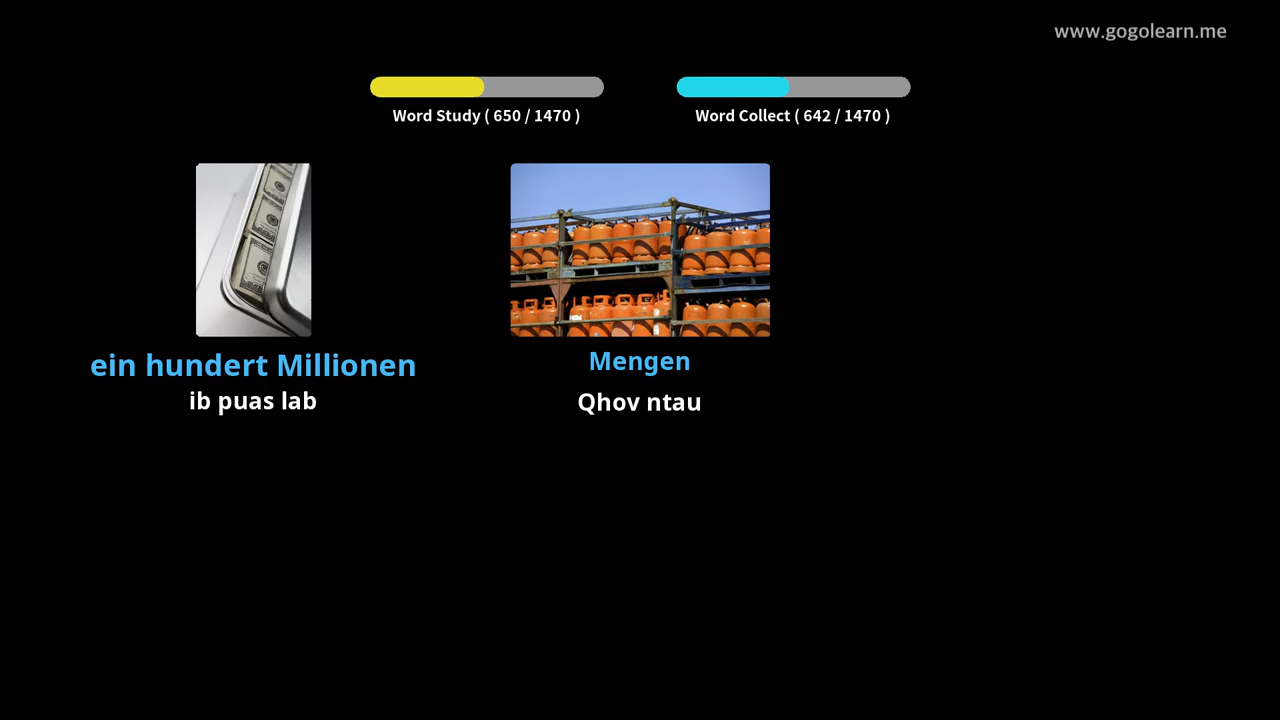 www.gogolearn.me
Word Study ( 650 / 1470 )
Word Collect ( 642 / 1470 )
ein hundert Millionen
ib puas lab
Mengen
Qhov ntau